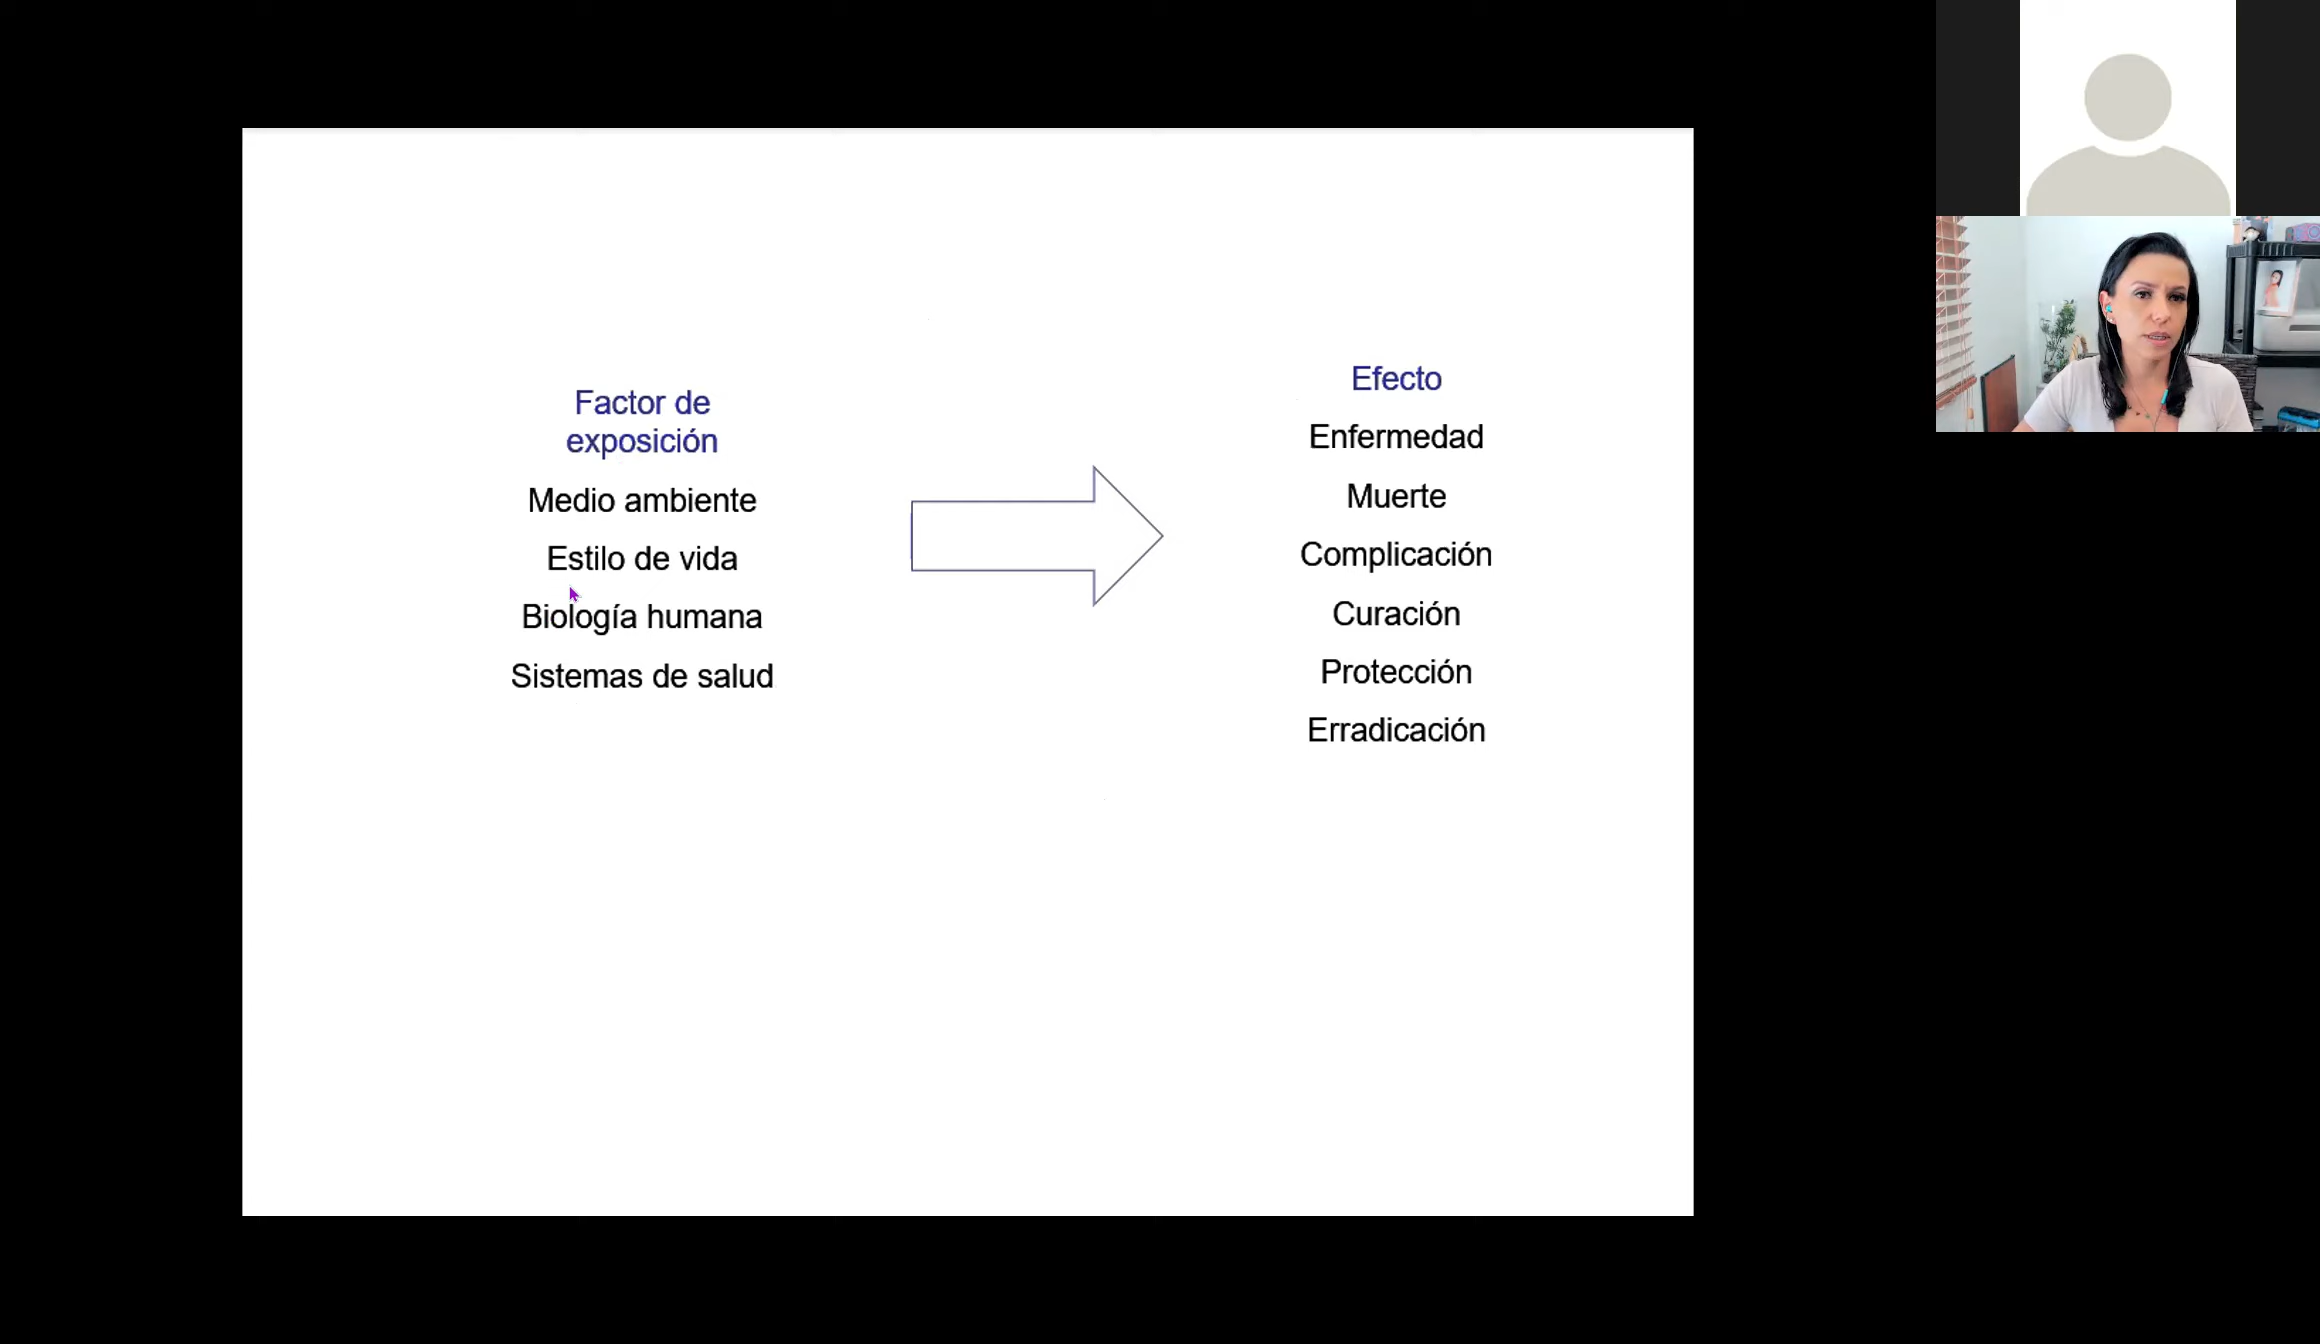 Factor de
exposición
Medio ambiente
Estilo de vida
Biología humana
Sistemas de salud
Efecto
Enfermedad
Muerte
Complicación
Curación
Protección
Erradicación